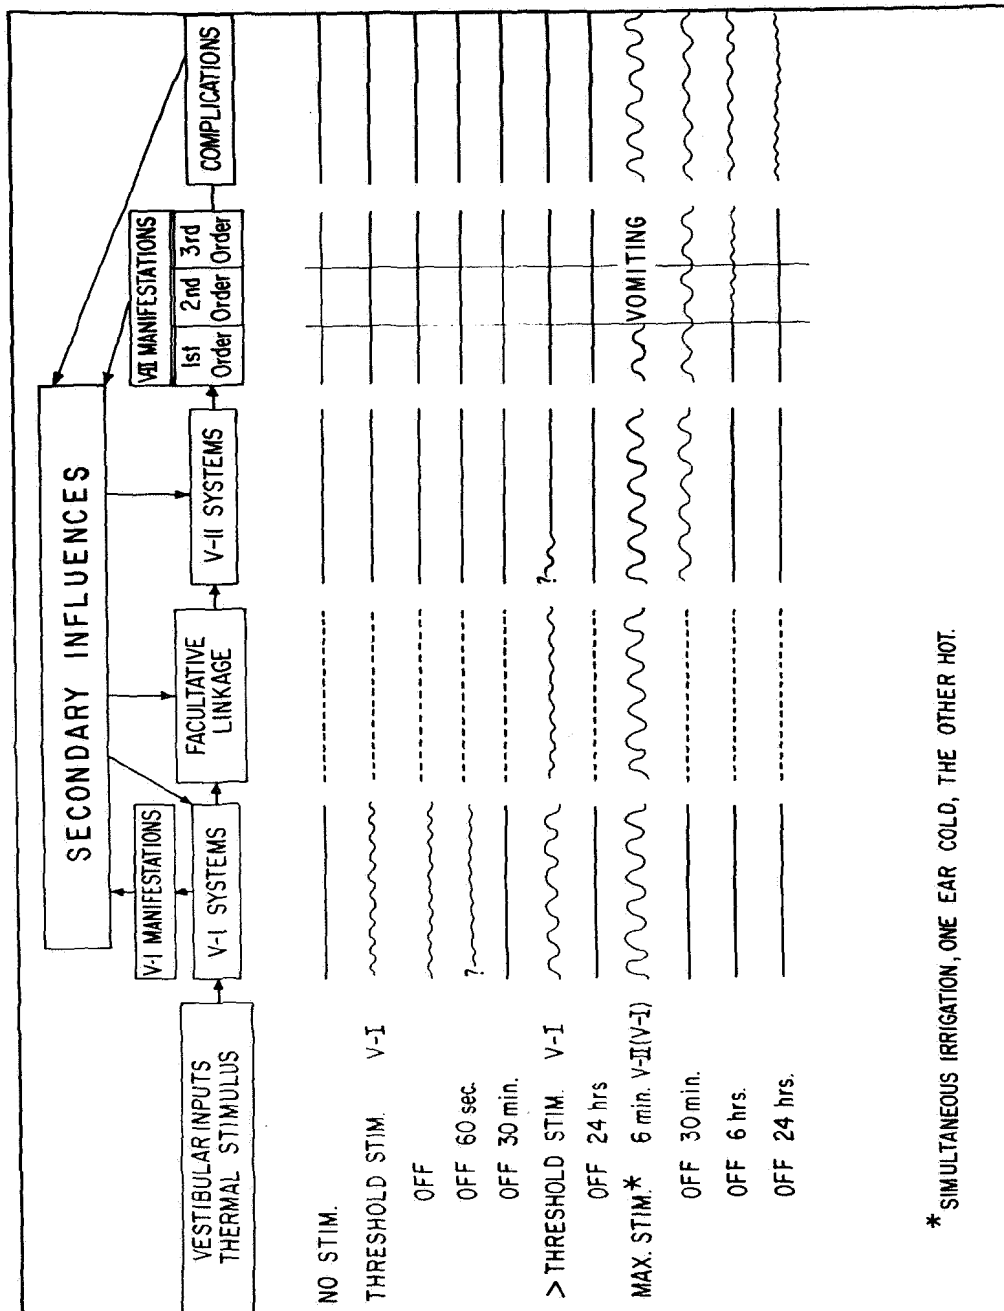 SECONDARY INFLUENCES
V-I MANIFESTATIONS
VII MANIFESTATIONS
VESTIBULAR INPUTS
THERMAL STIMULUS
V-I SYSTEMS
FACULTATIVE
LINKAGE
V-II SYSTEMS
1st
Order
2nd
Order
3rd
Order
COMPLICATIONS
NO STIM.
THRESHOLD STIM. V-I
OFF
OFF 60 sec.
?
OFF 30 min.
> THRESHOLD STIM. V-I
?
OFF 24 hrs
MAX. STIM.* 6 min. V-II(V-I)
VOMITING
OFF 30 min.
OFF 6 hrs.
OFF 24 hrs.
* SIMULTANEOUS IRRIGATION, ONE EAR COLD, THE OTHER HOT.